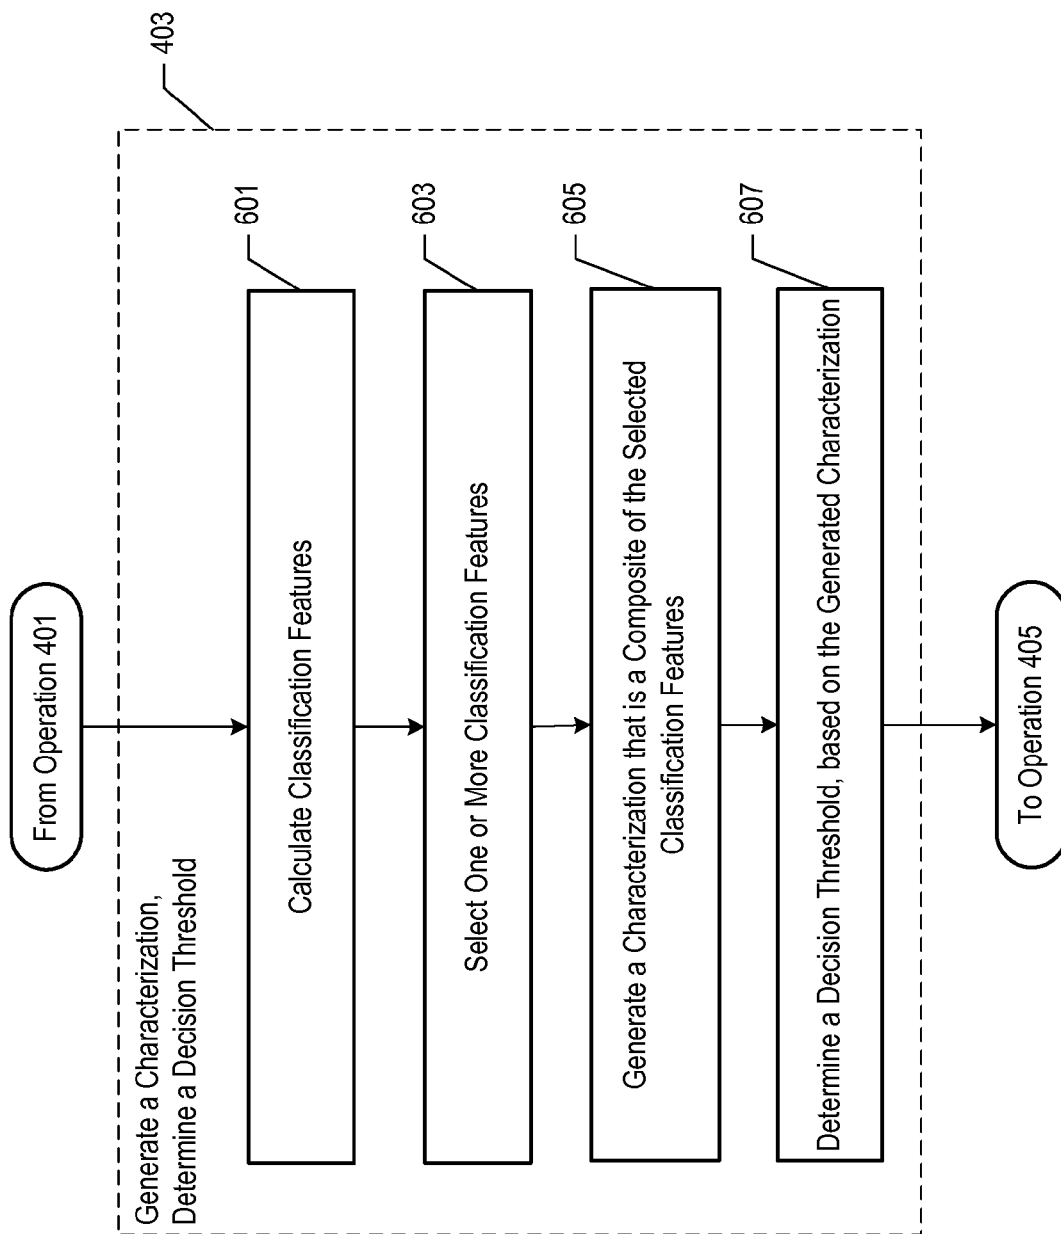 From Operation 401
403
Generate a Characterization,
Determine a Decision Threshold
601
Calculate Classification Features
603
Select One or More Classification Features
605
Generate a Characterization that is a Composite of the Selected
Classification Features
607
Determine a Decision Threshold, based on the Generated Characterization
To Operation 405